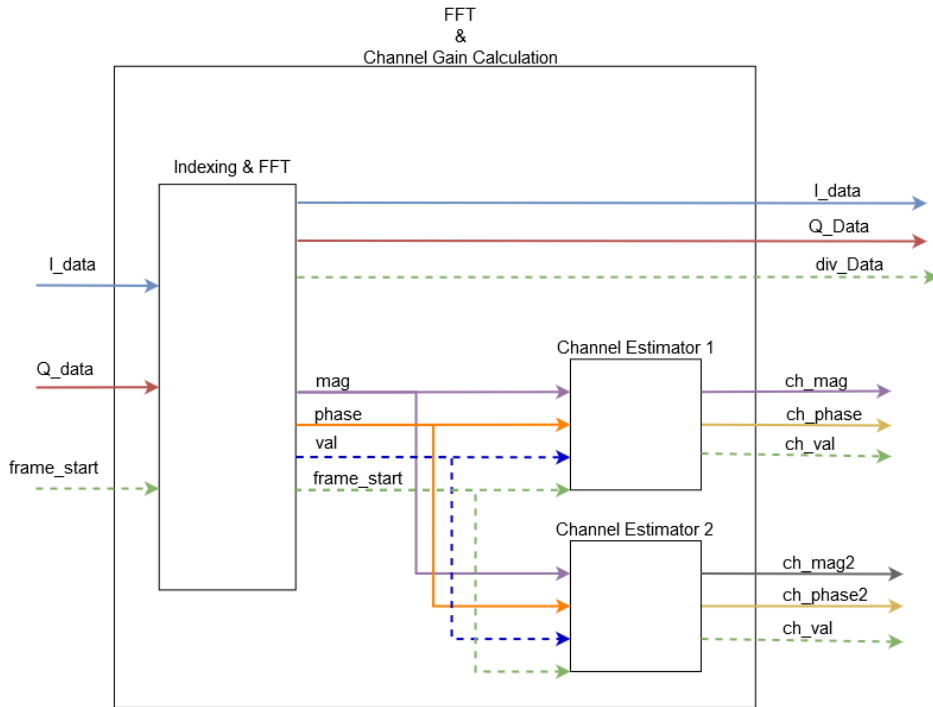 FFT
&
Channel Gain Calculation
Indexing & FFT
I_data
Q_Data
I_data
div_Data
Channel Estimator 1
Q_data
mag
ch_mag
phase
ch_phase
val
ch_val
frame_start
frame_start
Channel Estimator 2
ch_mag2
ch_phase2
ch_val